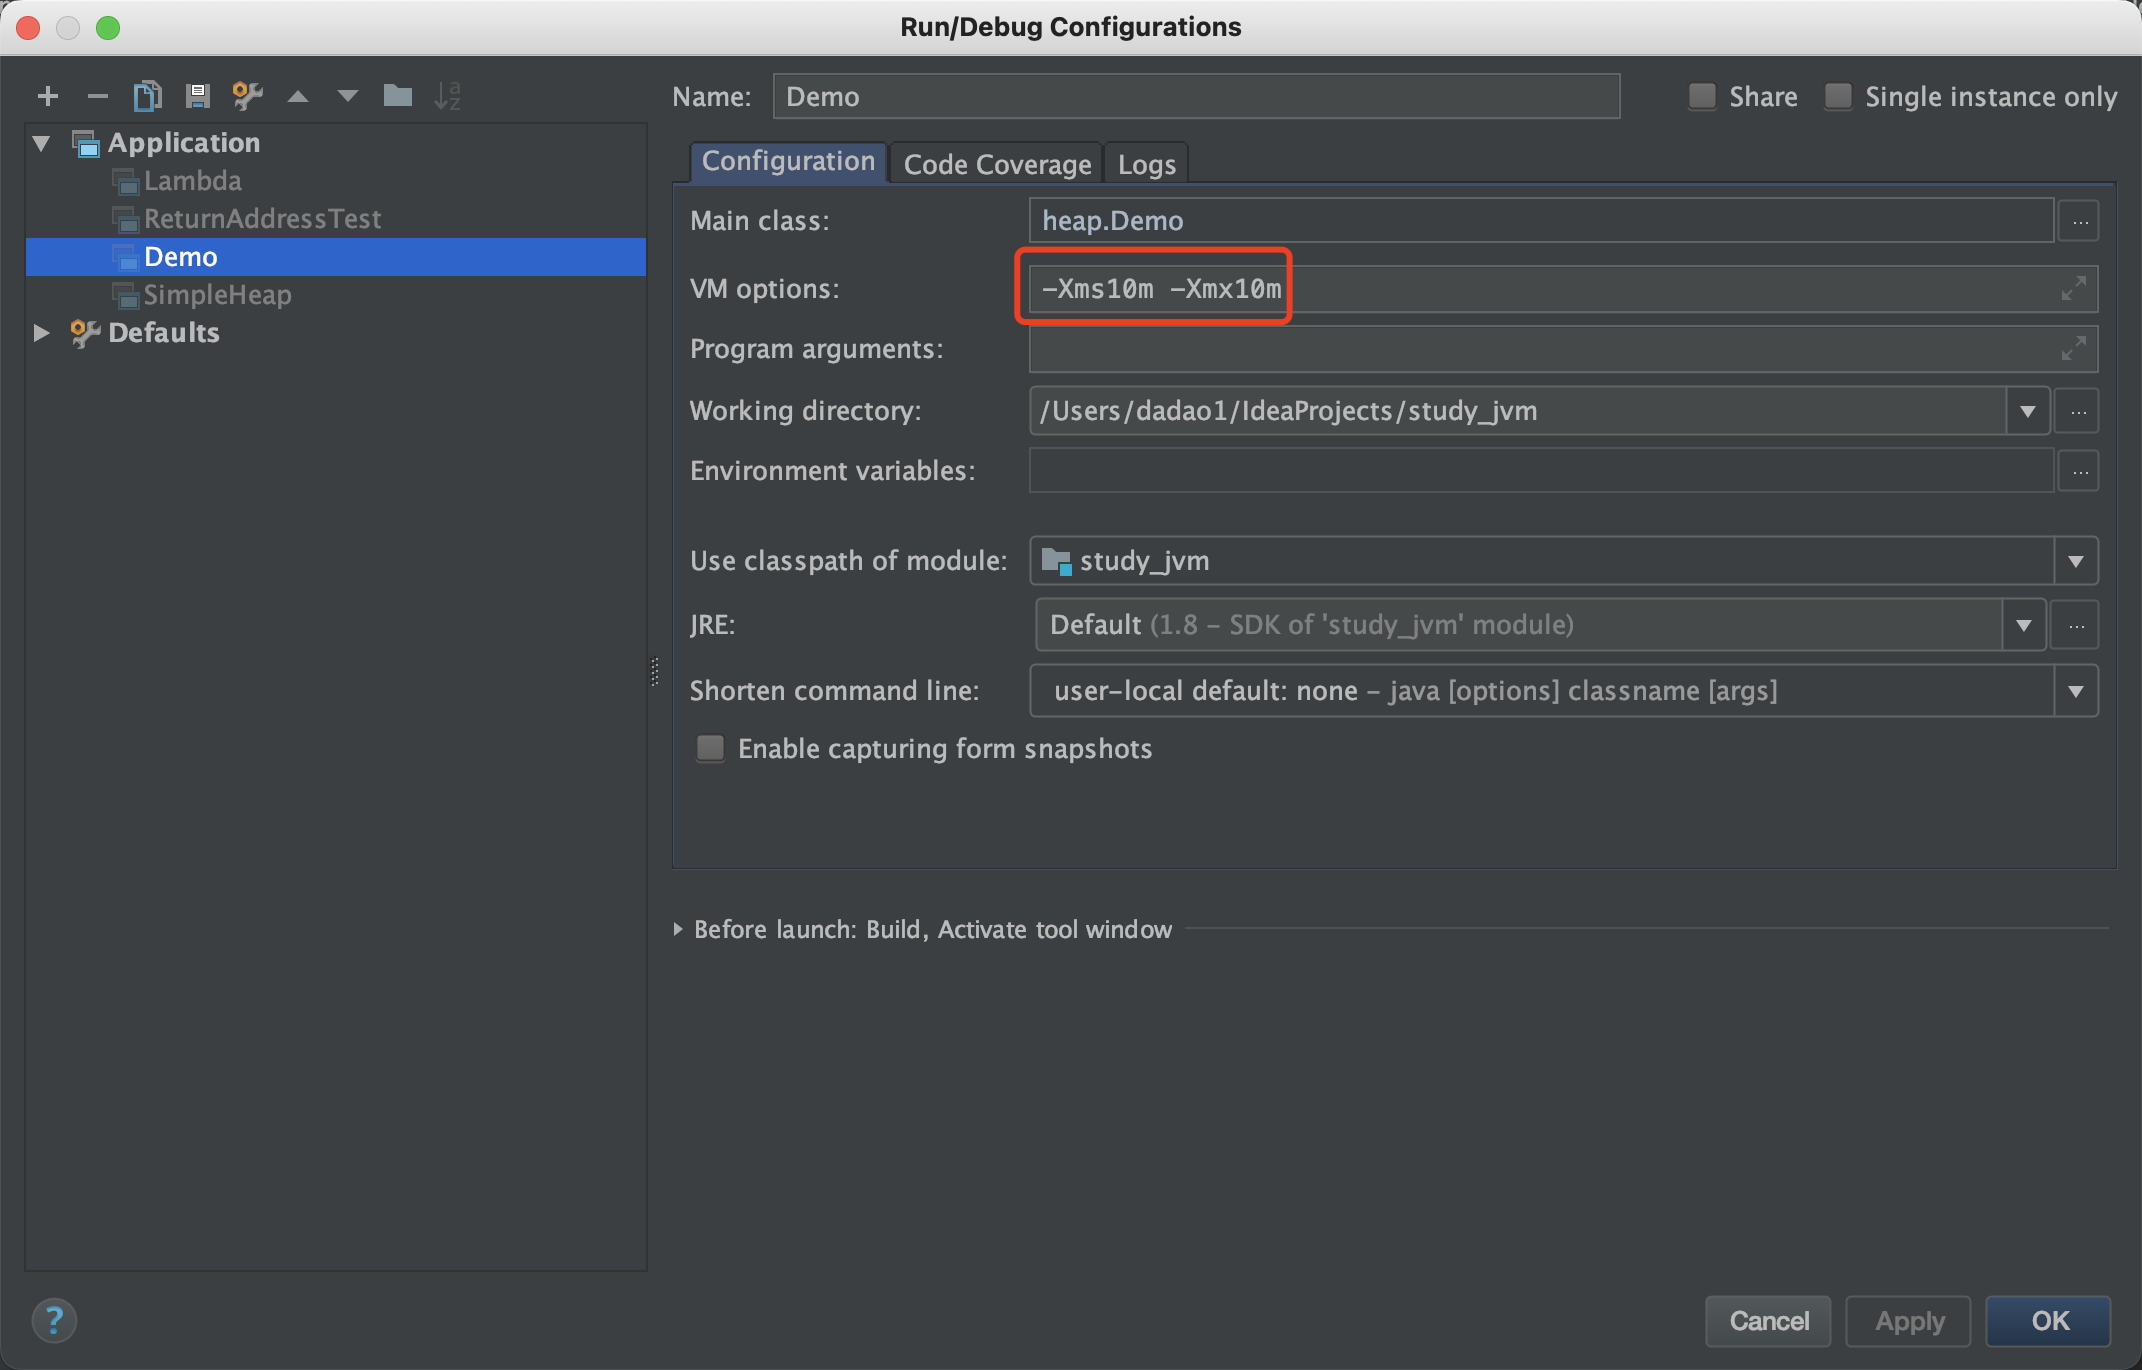 Run/Debug Configurations
Application
Lambda
ReturnAddressTest
Demo
SimpleHeap
Defaults
Name: Demo
Share Single instance only
Configuration Code Coverage Logs
Main class: heap.Demo ...
VM options: -Xms10m -Xmx10m
Program arguments:
Working directory: /Users/dadao1/IdeaProjects/study_jvm ...
Environment variables: ...
Use classpath of module: study_jvm
JRE: Default (1.8 – SDK of 'study_jvm' module) ...
Shorten command line: user-local default: none – java [options] classname [args]
Enable capturing form snapshots
Before launch: Build, Activate tool window
? Cancel Apply OK